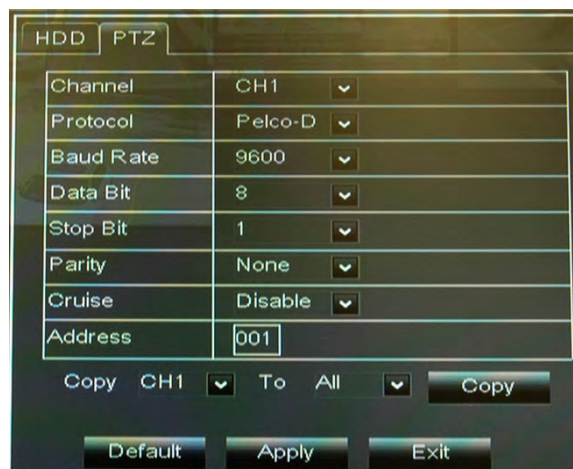 HDD PTZ
Channel CH1
Protocol Pelco-D
Baud Rate 9600
Data Bit 8
Stop Bit 1
Parity None
Cruise Disable
Address 001
Copy CH1 To All Copy
Default Apply Exit